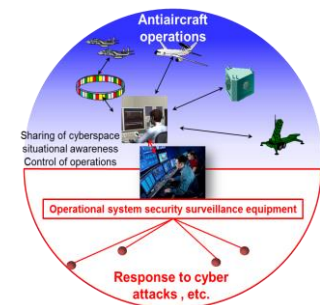 Antiaircraft
operations
Sharing of cyberspace
situational awareness
Control of operations
Operational system security surveillance equipment
Response to cyber
attacks , etc.